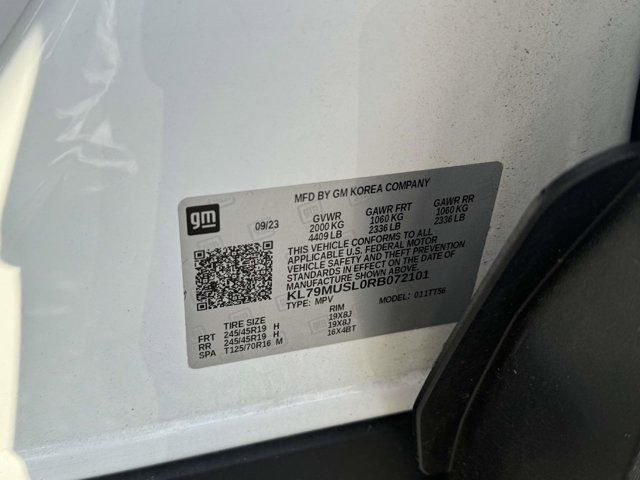 MFD BY GM KOREA COMPANY
gm
09/23
GVWR GAWR FRT GAWR RR
2000 KG 1060 KG 1060 KG
4409 LB 2336 LB 2336 LB
THIS VEHICLE CONFORMS TO ALL
APPLICABLE U.S. FEDERAL MOTOR
VEHICLE SAFETY AND THEFT PREVENTION
STANDARDS IN EFFECT ON THE DATE OF
MANUFACTURE SHOWN ABOVE.
KL79MUSL0RB072101
TYPE: MPV MODEL: 011TT56
TIRE SIZE RIM
FRT 245/45R19 H 19X8J
RR 245/45R19 H 19X8J
SPA T125/70R16 M 16X4BT